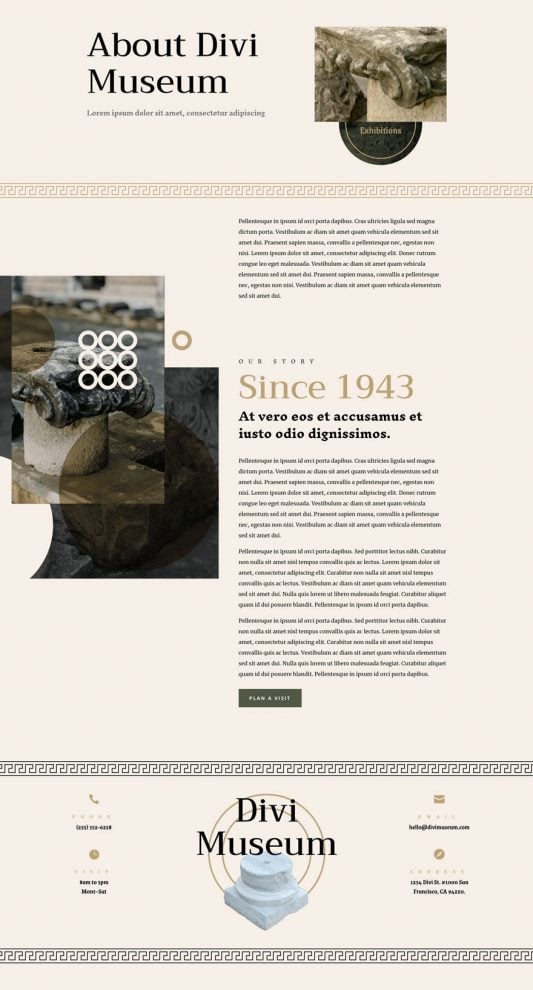 About Divi
Museum
Lorem ipsum dolor sit amet, consectetur adipiscing
Exhibitions
Pellentesque in ipsum id orci porta dapibus. Cras ultricies ligula sed magna
dictum porta. Vestibulum ac diam sit amet quam vehicula elementum sed sit
amet dui. Praesent sapien massa, convallis a pellentesque nec, egestas non
nisi. Lorem ipsum dolor sit amet, consectetur adipiscing elit. Donec
congue leo eget malesuada. Vestibulum ac diam sit amet quam vehicula
elementum sed sit amet dui. Praesent sapien massa, convallis a pellentesque
nec, egestas non nisi. Vestibulum ac diam sit amet quam vehicula elementum
sed sit amet dui.
OUR STORY
Since 1943
At vero eos et accusamus et
iusto odio dignissimos.
Pellentesque in ipsum id orci porta dapibus. Cras ultricies ligula sed magna
dictum porta. Vestibulum ac diam sit amet quam vehicula elementum sed sit
amet dui. Praesent sapien massa, convallis a pellentesque nec, egestas non
nisi. Lorem ipsum dolor sit amet, consectetur adipiscing elit. Donec
congue leo eget malesuada. Vestibulum ac diam sit amet quam vehicula
elementum sed sit amet dui. Praesent sapien massa, convallis a pellentesque
nec, egestas non nisi. Vestibulum ac diam sit amet quam vehicula elementum
sed sit amet dui.
Pellentesque in ipsum id orci porta dapibus. Sed porttitor lectus nibh. Curabitur
non nulla sit amet nisl tempus convallis quis ac lectus. Lorem ipsum dolor sit
amet, consectetur adipiscing elit. Curabitur non nulla sit amet nisl tempus
convallis quis ac lectus. Vestibulum ac diam sit amet quam vehicula elementum
sed sit amet dui. Nulla quis lorem ut libero malesuada feugiat. Curabitur aliquet
quam id dui posuere blandit. Pellentesque in ipsum id orci porta dapibus.
Pellentesque in ipsum id orci porta dapibus. Sed porttitor lectus nibh. Curabitur
non nulla sit amet nisl tempus convallis quis ac lectus. Lorem ipsum dolor sit
amet, consectetur adipiscing elit. Curabitur non nulla sit amet nisl tempus
convallis quis ac lectus. Vestibulum ac diam sit amet quam vehicula elementum
sed sit amet dui. Nulla quis lorem ut libero malesuada feugiat. Curabitur aliquet
quam id dui posuere blandit. Pellentesque in ipsum id orci porta dapibus.
PLAN A VISIT
PHONE
(255) 352-6258
VISIT
8am to 5pm
Mont–Sat
Divi
Museum
EMAIL
hello@divimuseum.com
ADDRESS
1234 Divi St. #1000 San
Francisco, CA 94220.